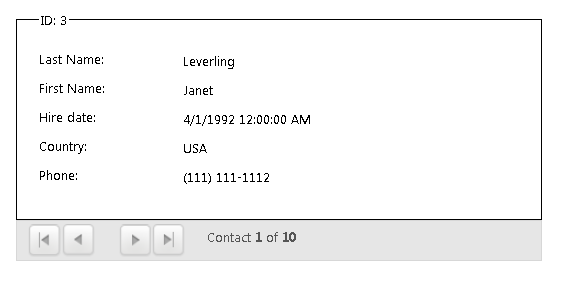 ID: 3
Last Name: Leverling
First Name: Janet
Hire date: 4/1/1992 12:00:00 AM
Country: USA
Phone: (111) 111-1112
Contact 1 of 10